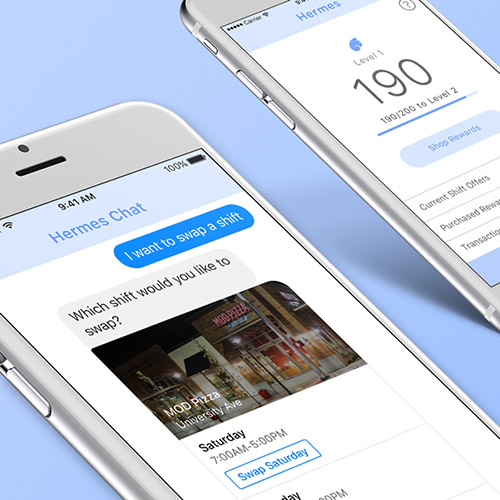 9:41 AM
100%
Hermes Chat
I want to swap a shift
Which shift would you like to
swap?
MOD PIZZA
MOD Pizza
University Ave
Saturday
7:00AM-5:00PM
Swap Saturday
Carrier
Hermes
?
Level 1
190
190/200 to Level 2
Shop Rewards
Current Shift Offers
Purchased Rewa
Transaction